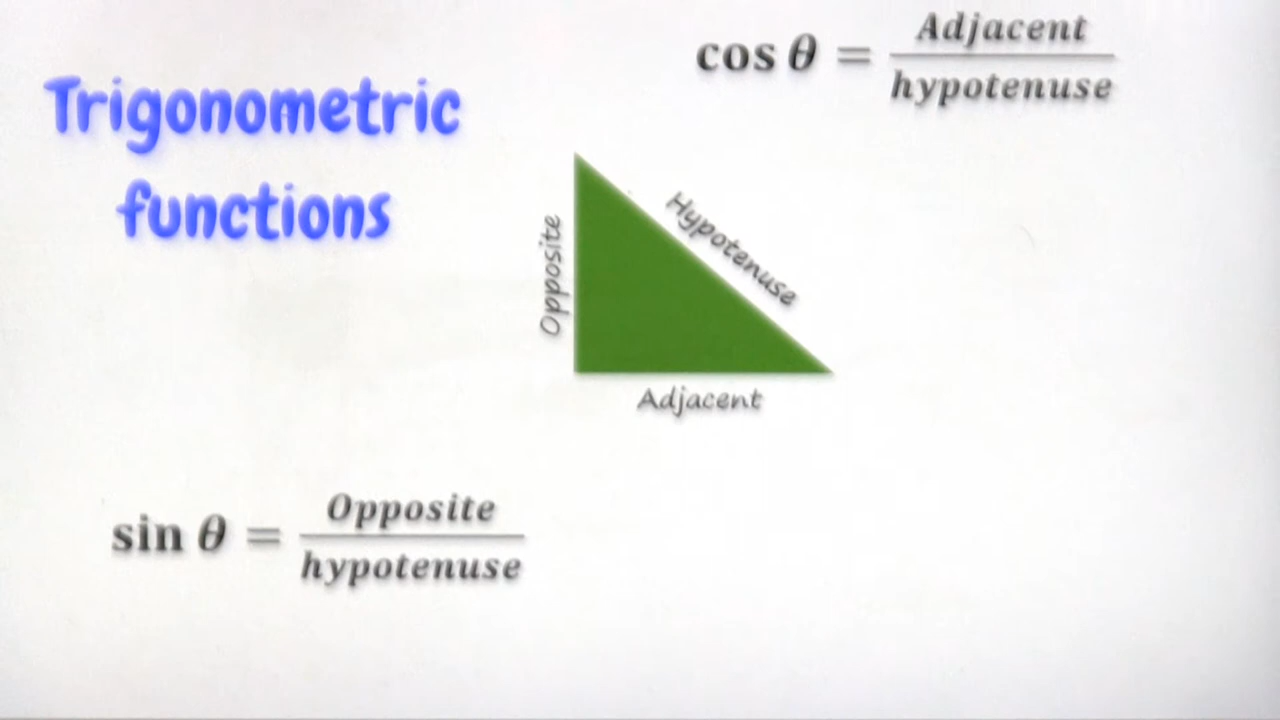 Trigonometric
functions
cos θ = Adjacent / hypotenuse
Opposite
Hypotenuse
Adjacent
sin θ = Opposite / hypotenuse